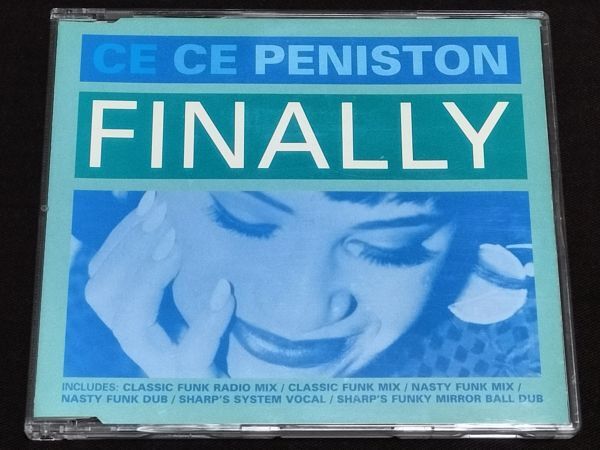 CE CE PENISTON
FINALLY
INCLUDES: CLASSIC FUNK RADIO MIX / CLASSIC FUNK MIX / NASTY FUNK MIX /
NASTY FUNK DUB / SHARP'S SYSTEM VOCAL / SHARP'S FUNKY MIRROR BALL DUB